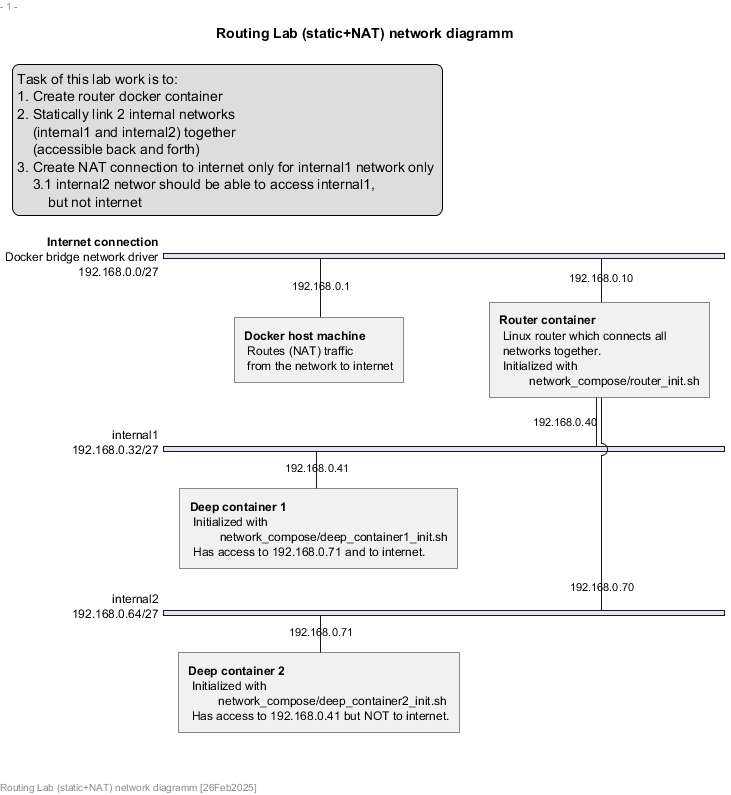 - 1 -
Routing Lab (static+NAT) network diagramm
Task of this lab work is to:
1. Create router docker container
2. Statically link 2 internal networks
(internal1 and internal2) together
(accessible back and forth)
3. Create NAT connection to internet only for internal1 network only
3.1 internal2 networ should be able to access internal1,
but not internet
Internet connection
Docker bridge network driver
192.168.0.0/27
192.168.0.1
192.168.0.10
Docker host machine
Routes (NAT) traffic
from the network to internet
Router container
Linux router which connects all
networks together.
Initialized with
network_compose/router_init.sh
192.168.0.40
internal1
192.168.0.32/27
192.168.0.41
Deep container 1
Initialized with
network_compose/deep_container1_init.sh
Has access to 192.168.0.71 and to internet.
192.168.0.70
internal2
192.168.0.64/27
192.168.0.71
Deep container 2
Initialized with
network_compose/deep_container2_init.sh
Has access to 192.168.0.41 but NOT to internet.
Routing Lab (static+NAT) network diagramm [26Feb2025]